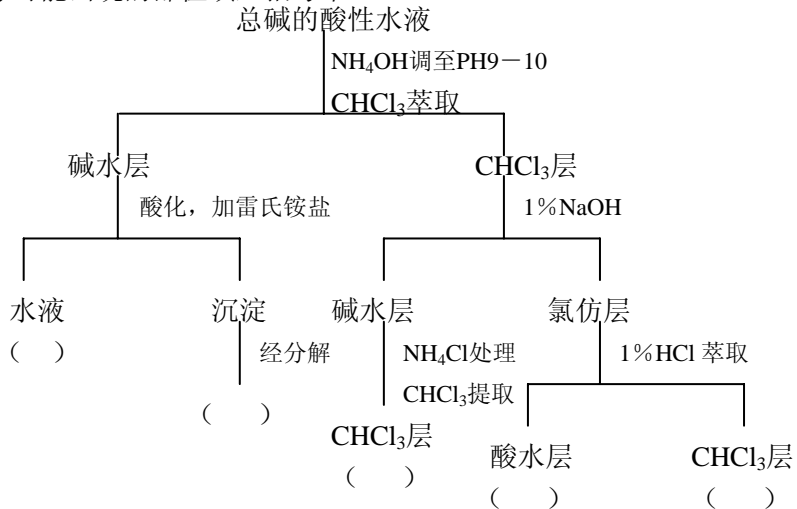 总碱的酸性水液
NH₄OH调至PH9－10
CHCl₃萃取
碱水层 CHCl₃层
酸化，加雷氏铵盐 1％NaOH
水液 沉淀 碱水层 氯仿层
（ ） 经分解 NH₄Cl处理 1％HCl 萃取
CHCl₃提取
（ ） CHCl₃层 酸水层 CHCl₃层
（ ） （ ） （ ）